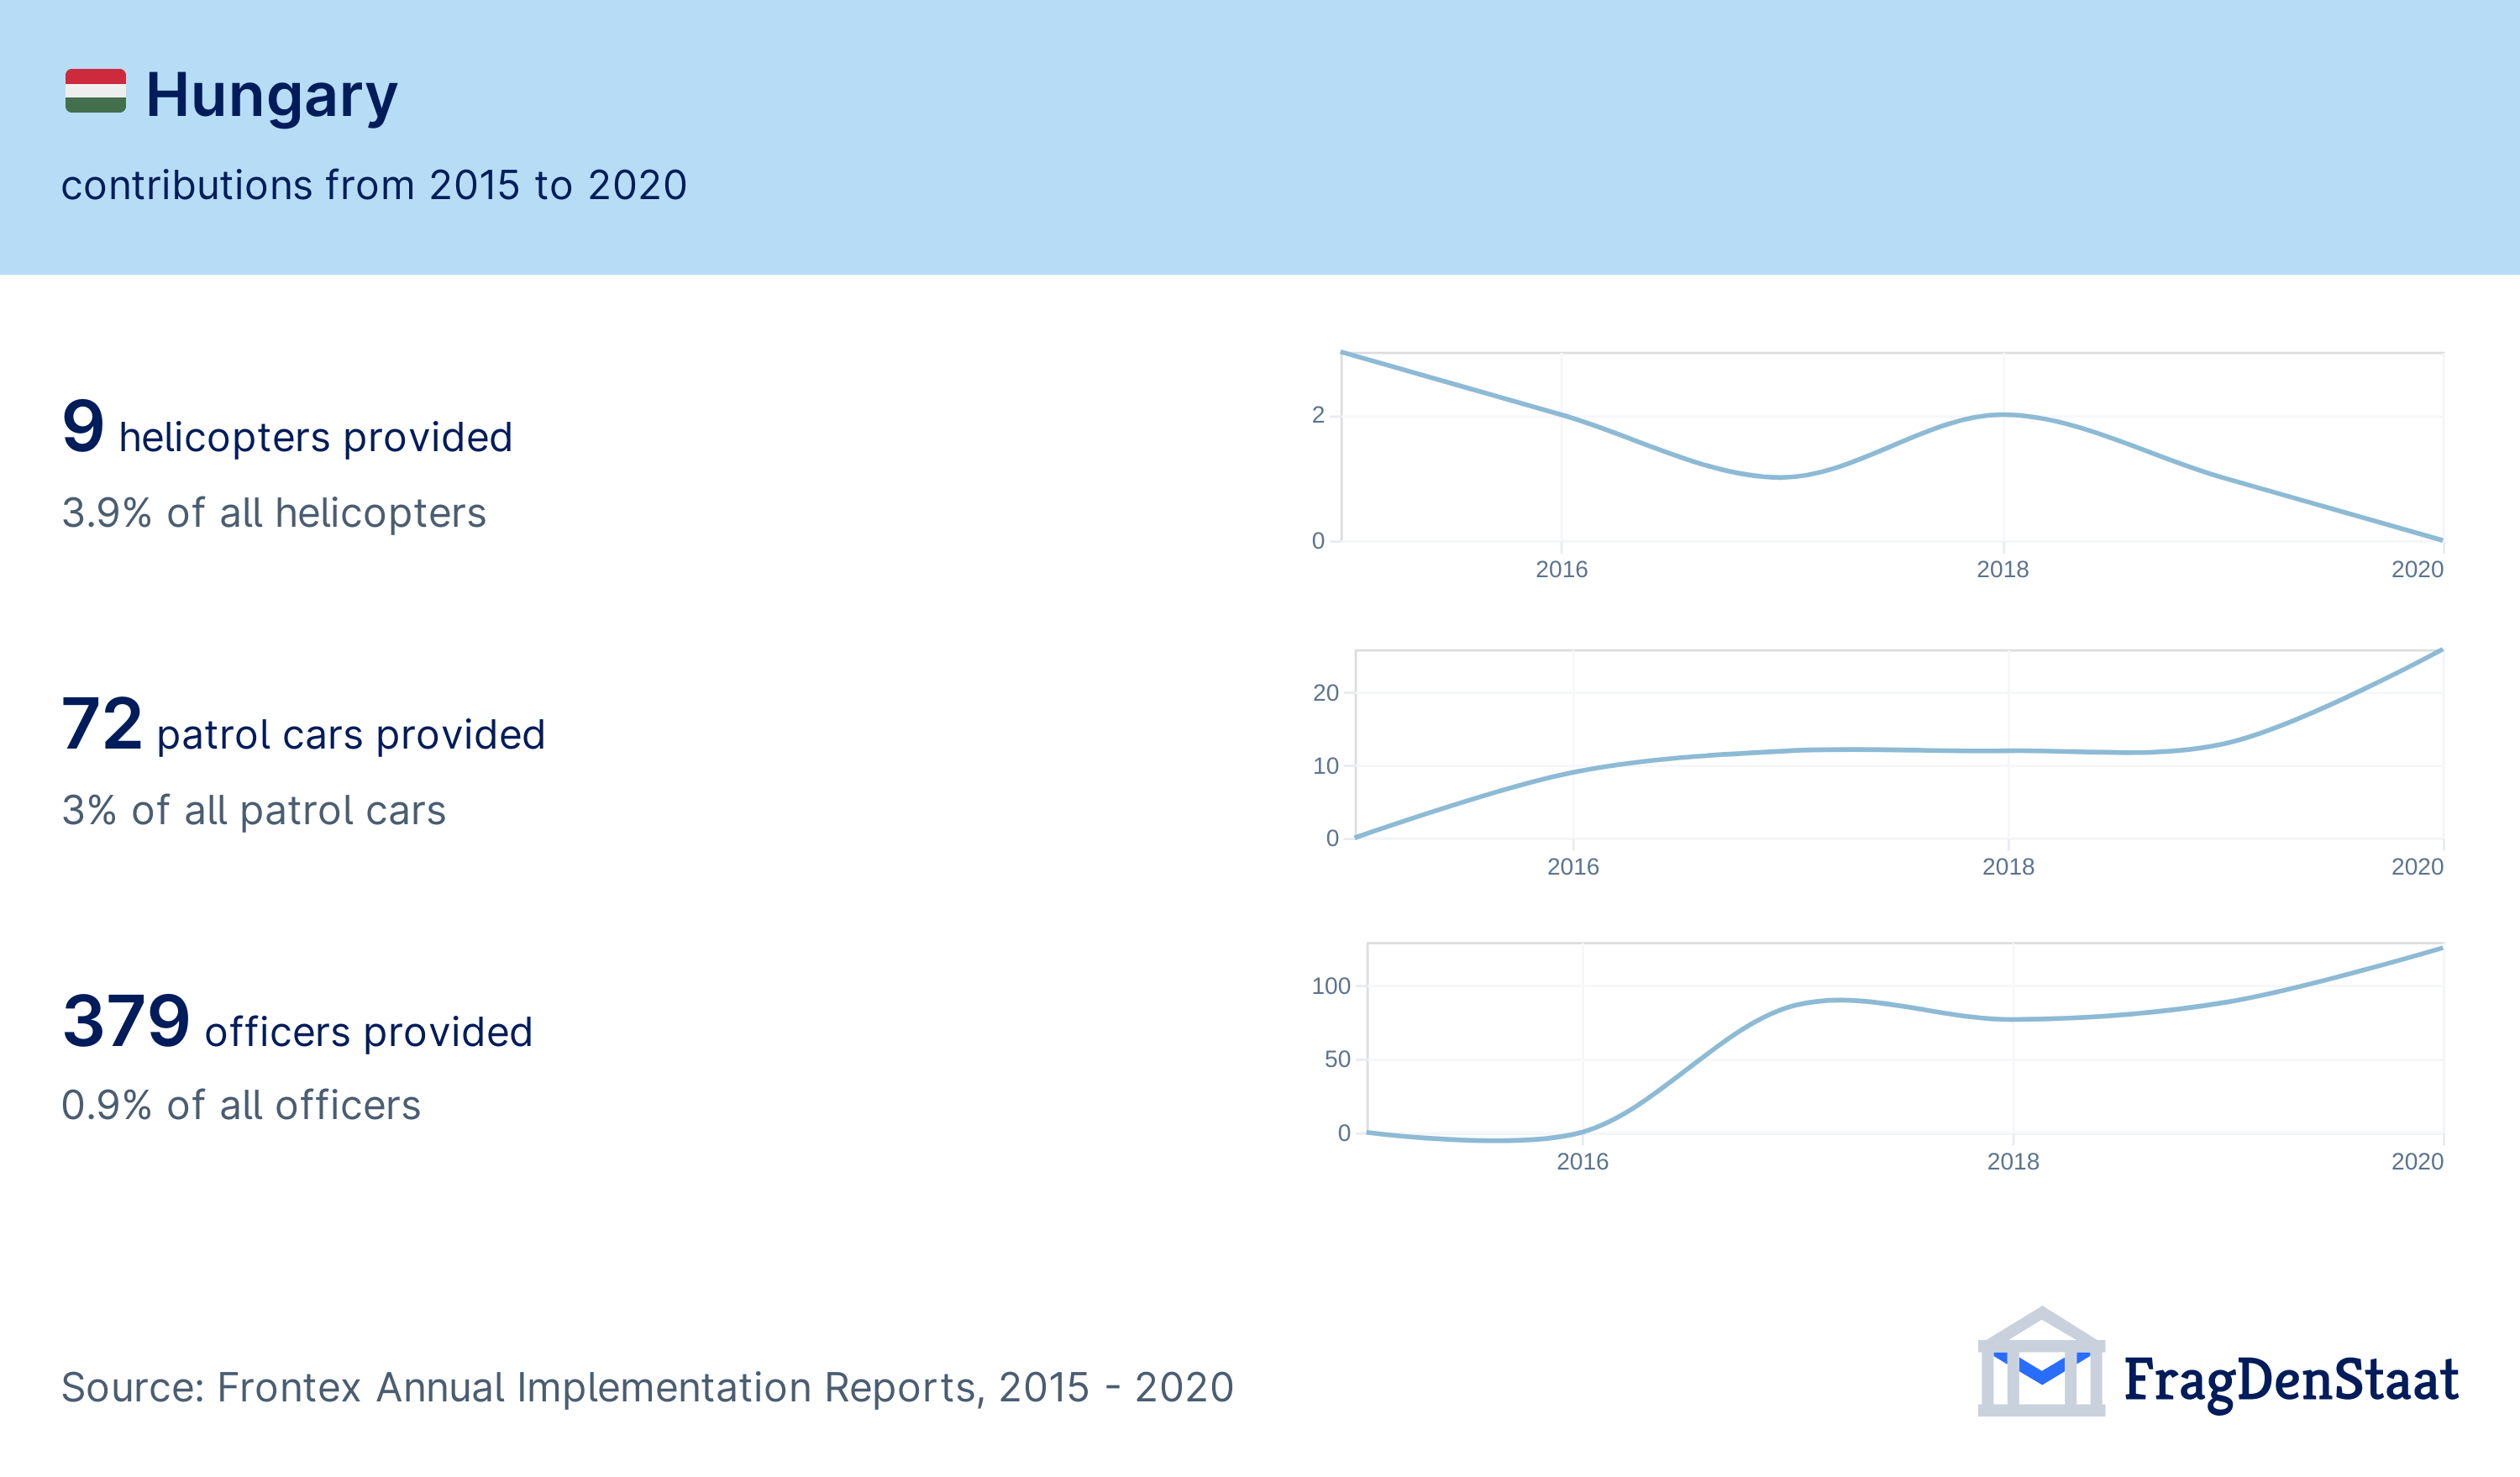 Hungary
contributions from 2015 to 2020
9 helicopters provided
3.9% of all helicopters
2
0
2016 2018 2020
72 patrol cars provided
3% of all patrol cars
20
10
0
2016 2018 2020
379 officers provided
0.9% of all officers
100
50
0
2016 2018 2020
Source: Frontex Annual Implementation Reports, 2015 - 2020
FragDenStaat